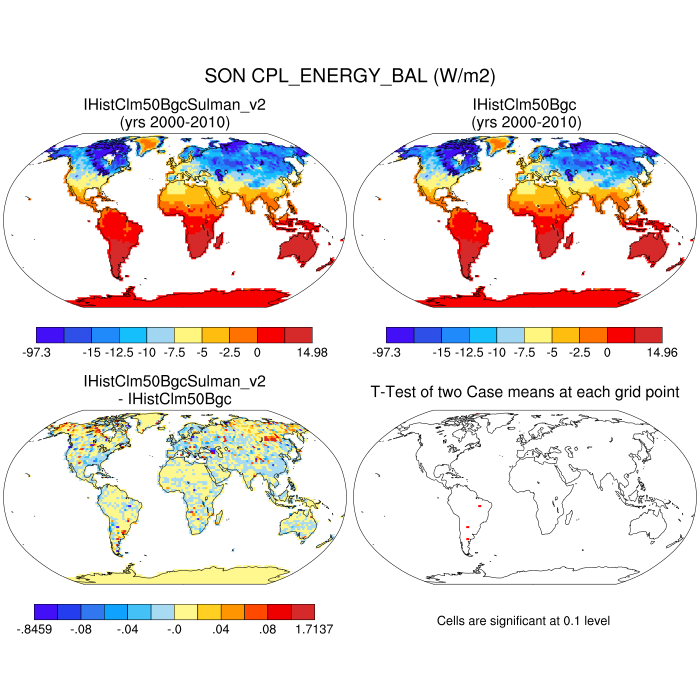 SON CPL_ENERGY_BAL (W/m2)
IHistClm50BgcSulman_v2
(yrs 2000-2010)
IHistClm50Bgc
(yrs 2000-2010)
-97.3 -15 -12.5 -10 -7.5 -5 -2.5 0 14.98
-97.3 -15 -12.5 -10 -7.5 -5 -2.5 0 14.98
IHistClm50BgcSulman_v2
- IHistClm50Bgc
T-Test of two Case means at each grid point
-.8459 -.08 -.04 -.0 .04 .08 1.7137
Cells are significant at 0.1 level